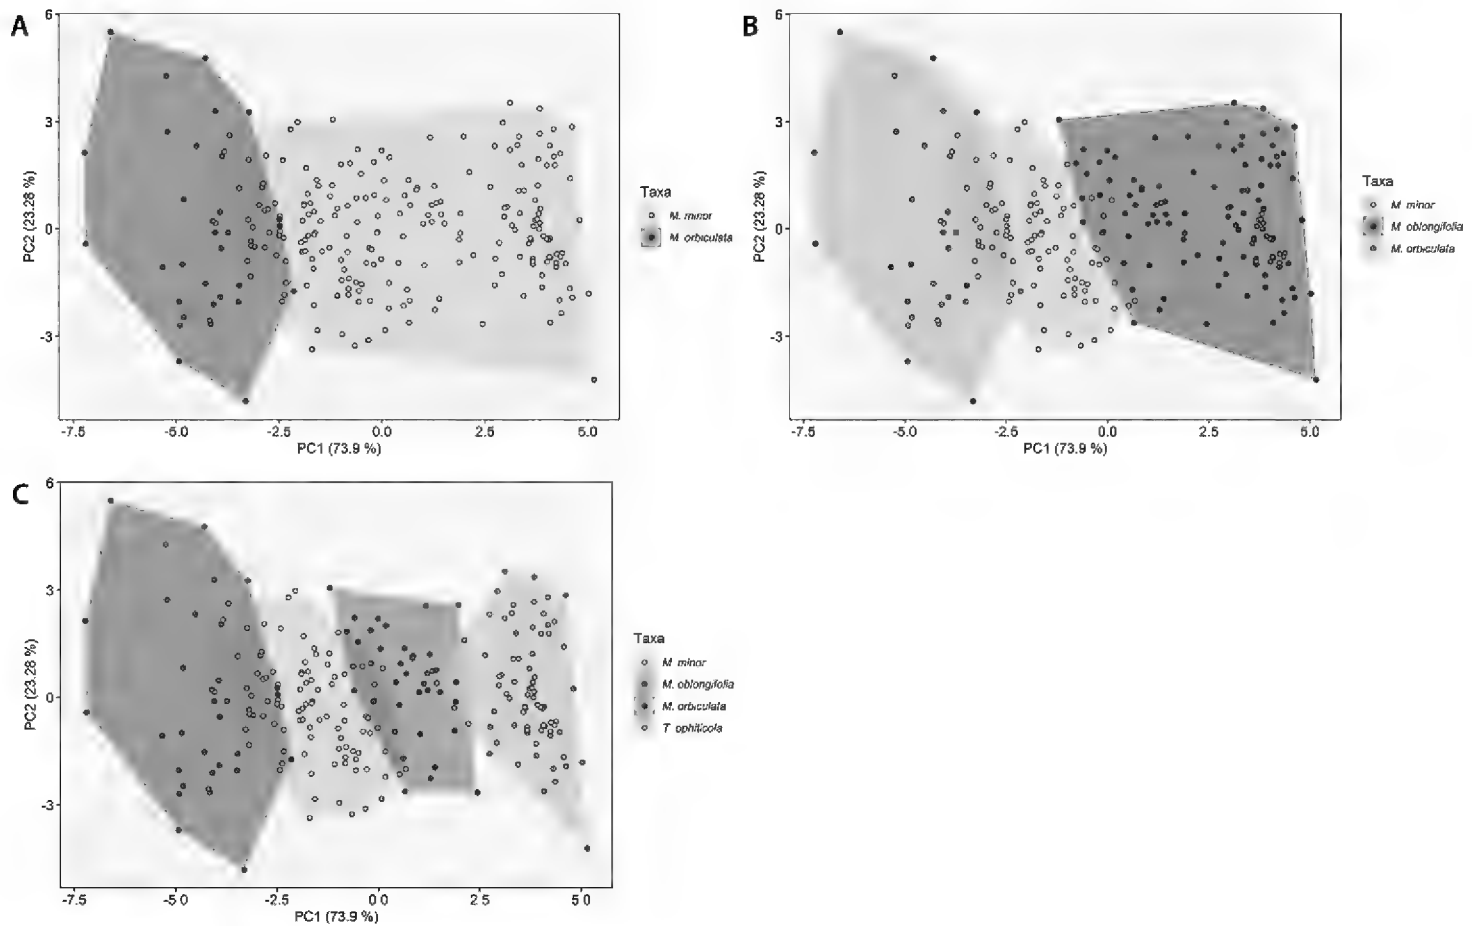 A
6
3
0
-3
-7.5 -5.0 -2.5 0.0 2.5 5.0
PC1 (73.9 %)
PC2 (23.28 %)
Taxa
M. minor
M. orbiculata
B
6
3
0
-3
-7.5 -5.0 -2.5 0.0 2.5 5.0
PC1 (73.9 %)
PC2 (23.28 %)
Taxa
M. minor
M. oblongifolia
M. orbiculata
C
6
3
0
-3
-7.5 -5.0 -2.5 0.0 2.5 5.0
PC1 (73.9 %)
PC2 (23.28 %)
Taxa
M. minor
M. oblongifolia
M. orbiculata
T ophiticola